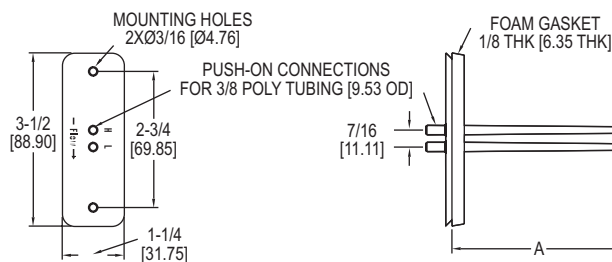 MOUNTING HOLES
2XØ3/16 [Ø4.76]
PUSH-ON CONNECTIONS
FOR 3/8 POLY TUBING [9.53 OD]
3-1/2
[88.90]
2-3/4
[69.85]
1-1/4
[31.75]
Flow
H
L
FOAM GASKET
1/8 THK [6.35 THK]
7/16
[11.11]
A